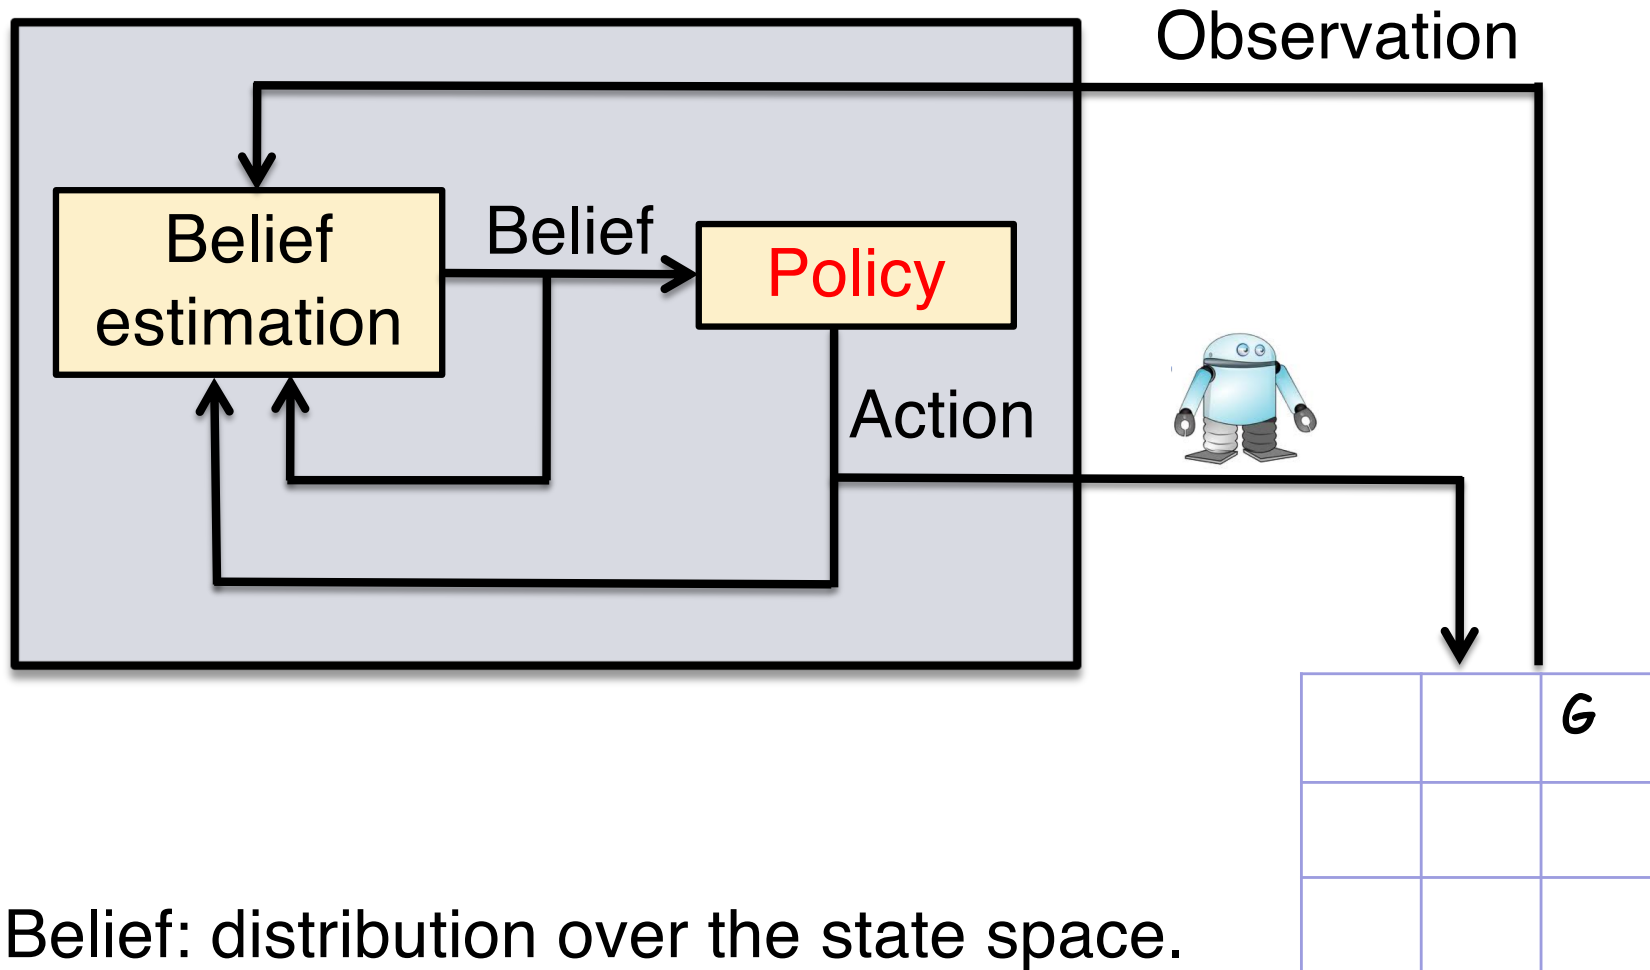 Observation
Belief
estimation
Belief
Policy
Action
G
Belief: distribution over the state space.